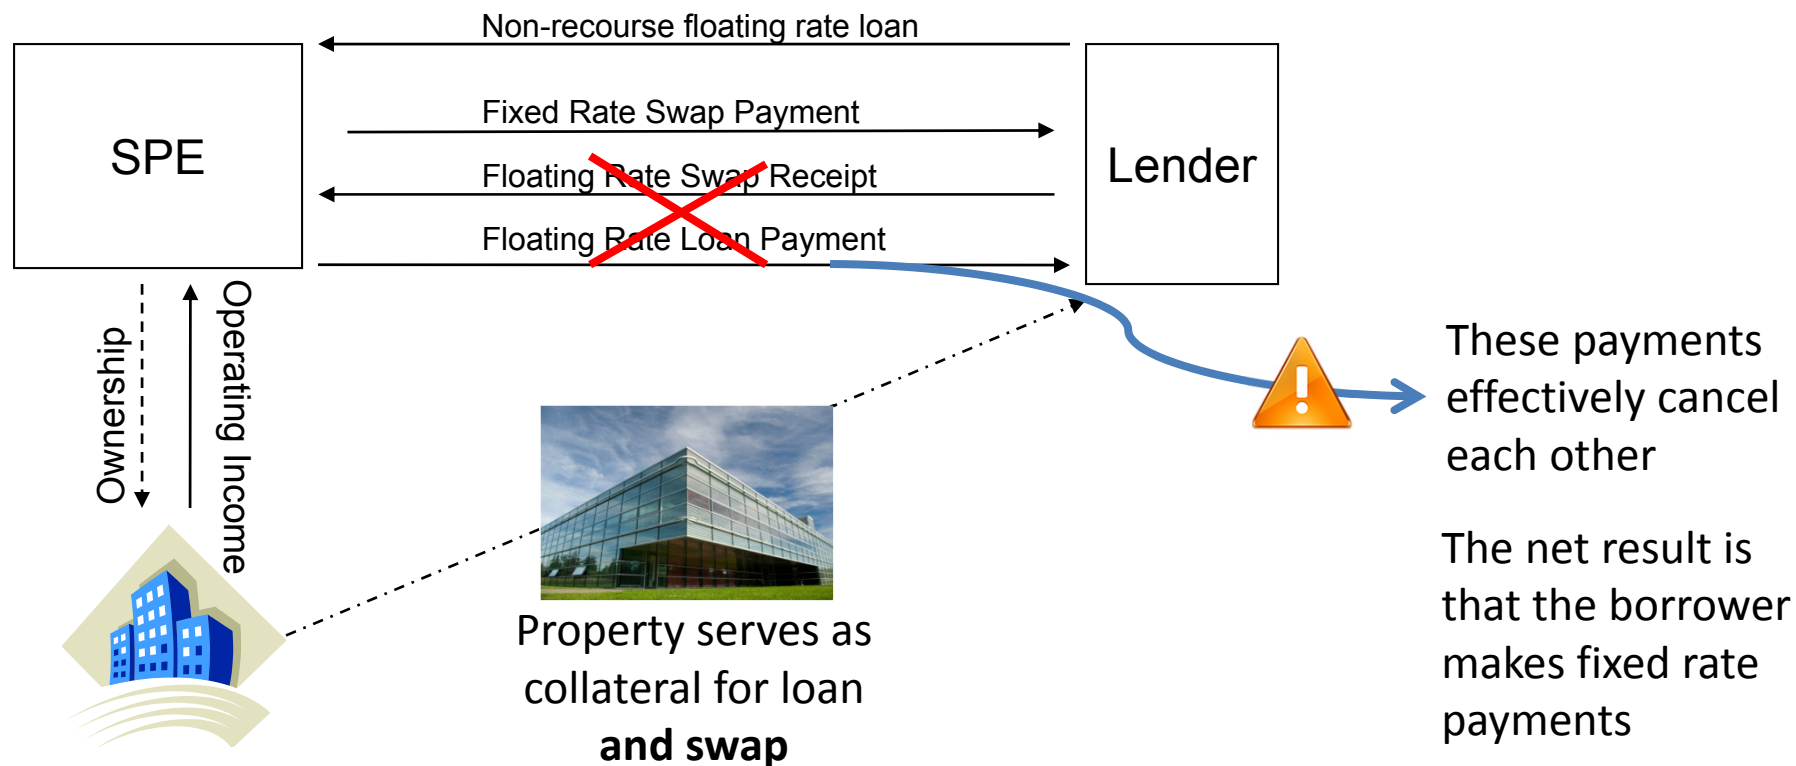 Non-recourse floating rate loan
SPE
Fixed Rate Swap Payment
Floating Rate Swap Receipt
Floating Rate Loan Payment
Lender
Ownership
Operating Income
These payments
effectively cancel
each other
Property serves as
collateral for loan
and swap
The net result is
that the borrower
makes fixed rate
payments